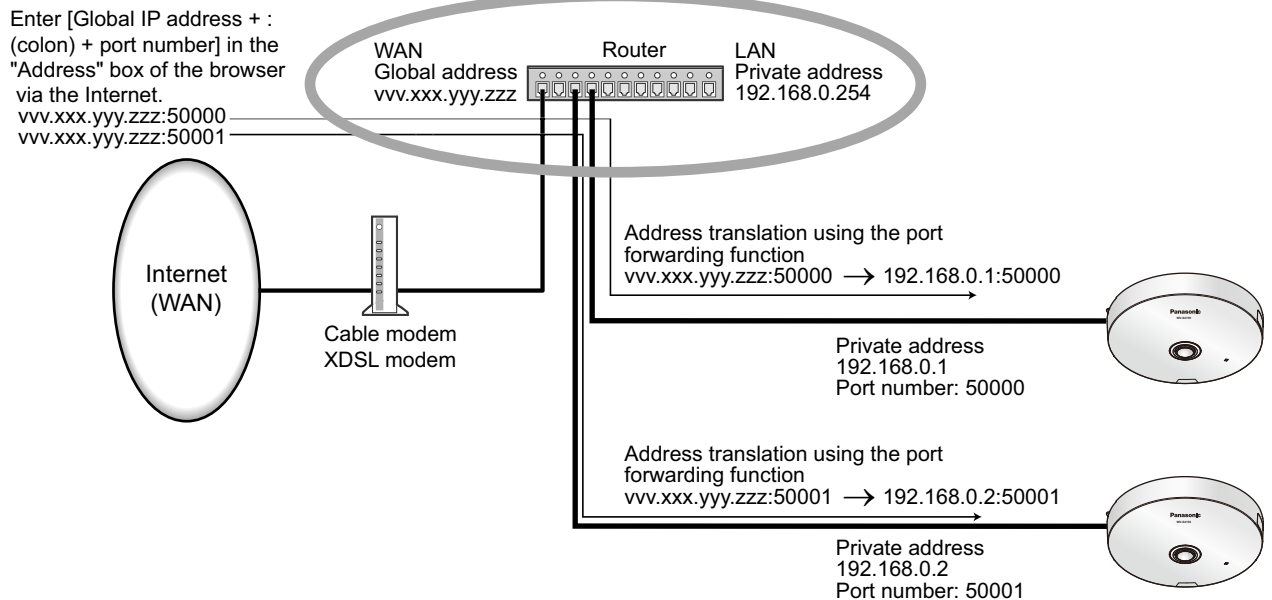 Enter [Global IP address + :
(colon) + port number] in the
"Address" box of the browser
via the Internet.
vvv.xxx.yyy.zzz:50000
vvv.xxx.yyy.zzz:50001
WAN
Global address
vvv.xxx.yyy.zzz
Router
LAN
Private address
192.168.0.254
Internet
(WAN)
Cable modem
XDSL modem
Address translation using the port
forwarding function
vvv.xxx.yyy.zzz:50000 → 192.168.0.1:50000
Panasonic
Private address
192.168.0.1
Port number: 50000
Address translation using the port
forwarding function
vvv.xxx.yyy.zzz:50001 → 192.168.0.2:50001
Panasonic
Private address
192.168.0.2
Port number: 50001